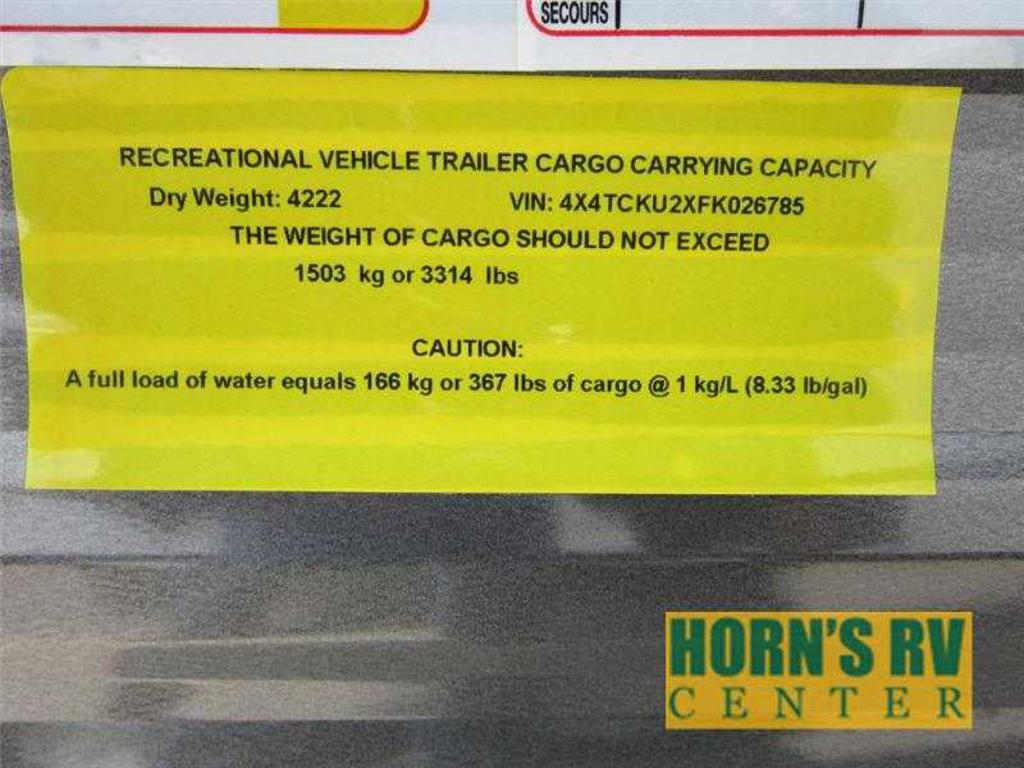 SECOURS
RECREATIONAL VEHICLE TRAILER CARGO CARRYING CAPACITY
Dry Weight: 4222 VIN: 4X4TCKU2XFK026785
THE WEIGHT OF CARGO SHOULD NOT EXCEED
1503 kg or 3314 lbs
CAUTION:
A full load of water equals 166 kg or 367 lbs of cargo @ 1 kg/L (8.33 lb/gal)
HORN'S RV
CENTER